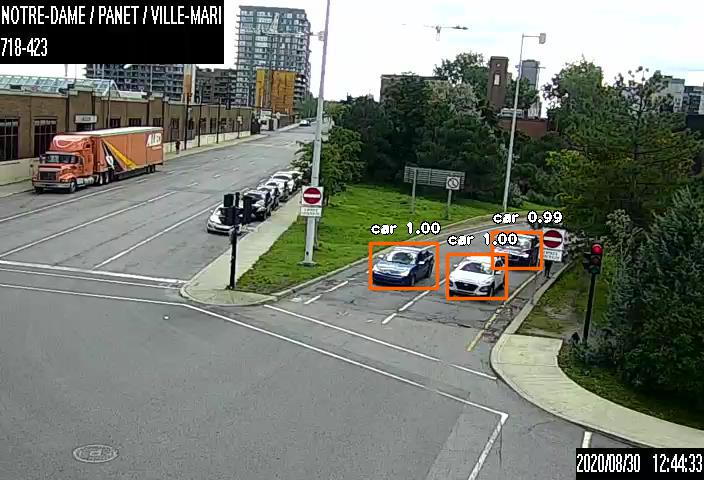 NOTRE-DAME / PANET / VILLE-MARI
718-423
car 0.99
car 1.00
car 1.00
2020/08/30 12:44:33